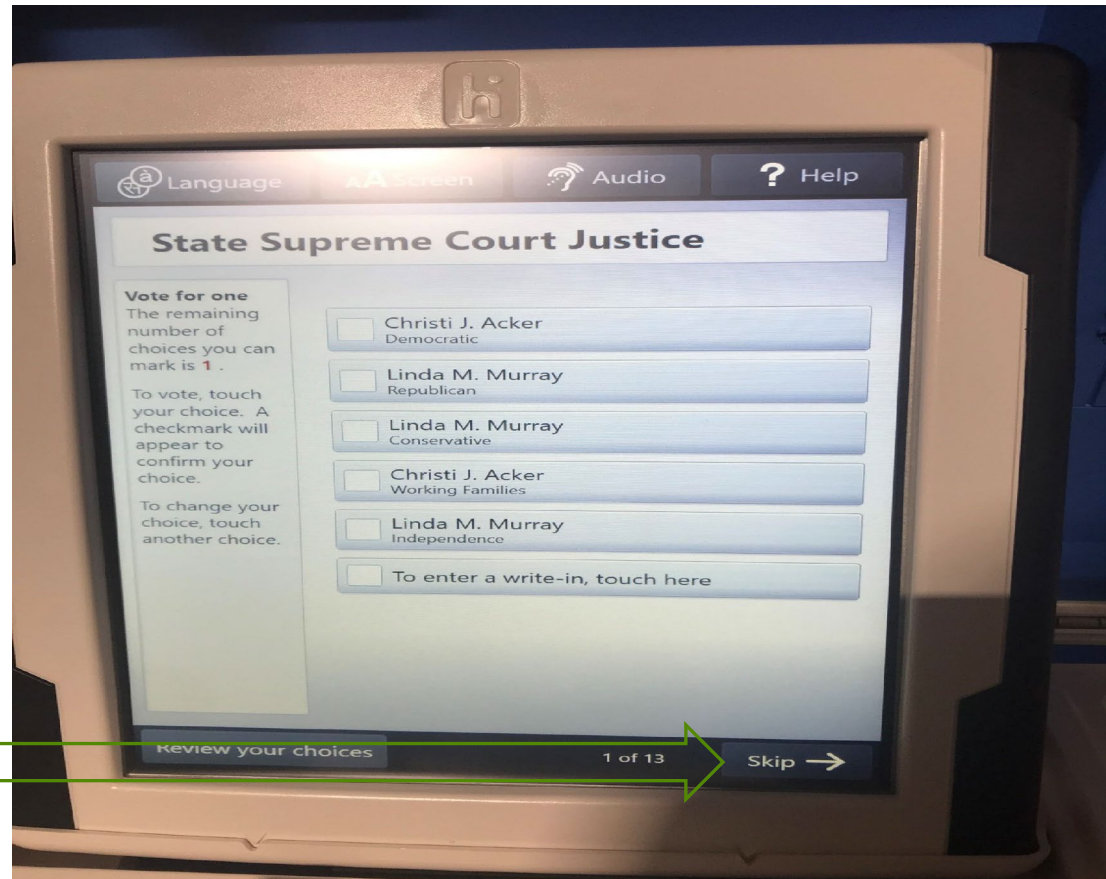 h
Language
AA Screen
Audio
? Help
State Supreme Court Justice
Vote for one
The remaining
number of
choices you can
mark is 1 .
To vote, touch
your choice. A
checkmark will
appear to
confirm your
choice.
To change your
choice, touch
another choice.
Christi J. Acker
Democratic
Linda M. Murray
Republican
Linda M. Murray
Conservative
Christi J. Acker
Working Families
Linda M. Murray
Independence
To enter a write-in, touch here
Review your choices
1 of 13
Skip →